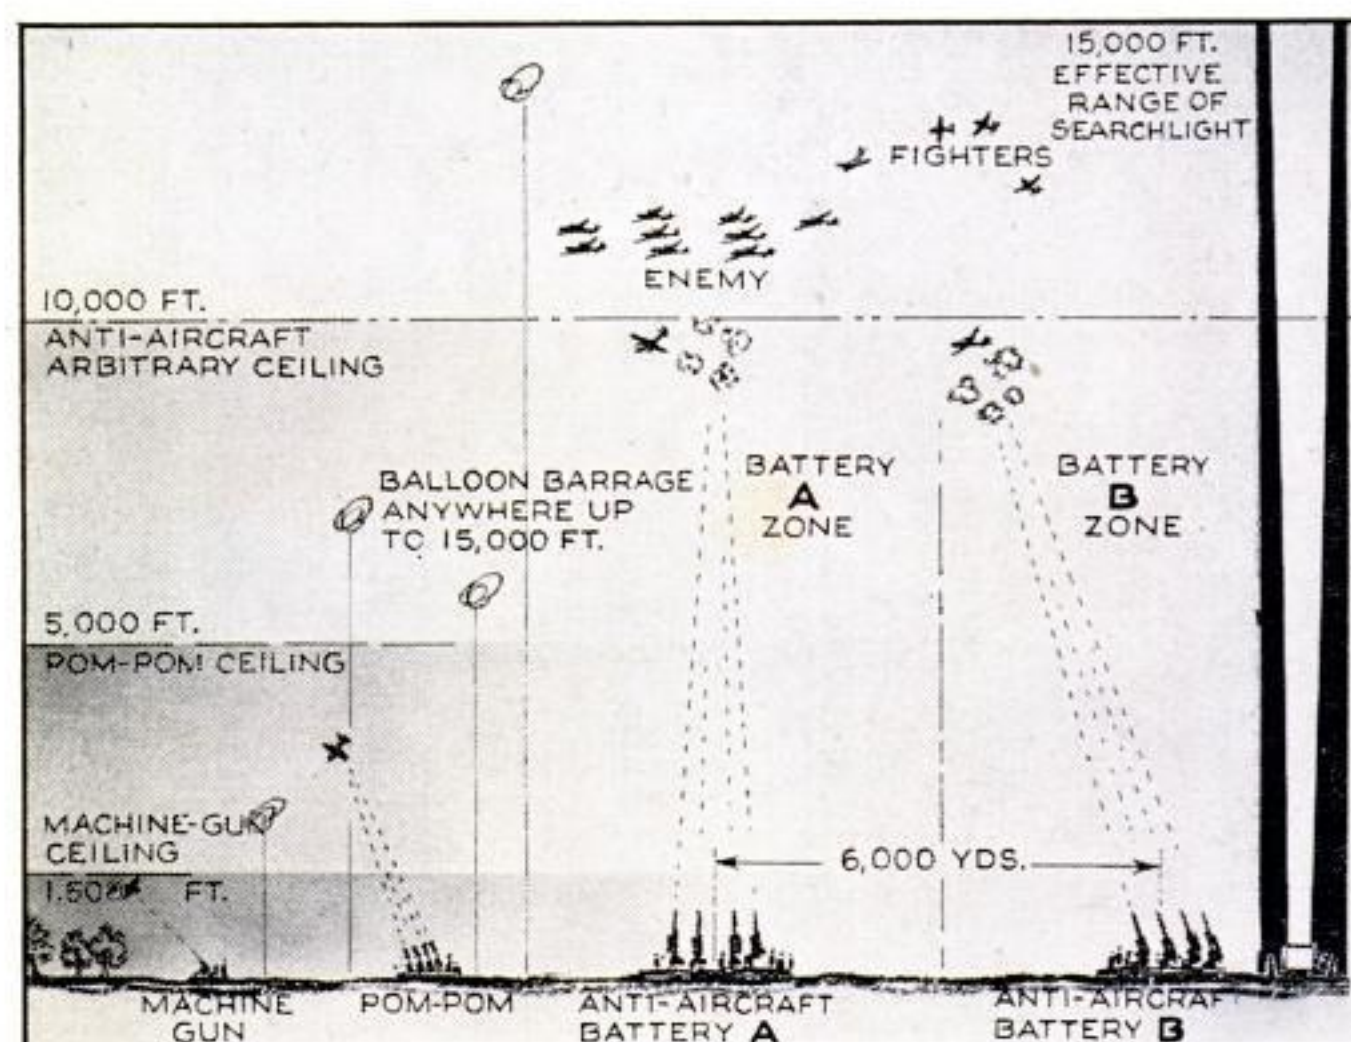 15,000 FT.
EFFECTIVE
RANGE OF
SEARCHLIGHT
FIGHTERS
ENEMY
10,000 FT.
ANTI-AIRCRAFT
ARBITRARY CEILING
BALLOON BARRAGE
ANYWHERE UP
TO 15,000 FT.
BATTERY
A
ZONE
BATTERY
B
ZONE
5,000 FT.
POM-POM CEILING
MACHINE-GUN
CEILING
1.500 FT.
6,000 YDS.
MACHINE
GUN
POM-POM
ANTI-AIRCRAFT
BATTERY A
ANTI-AIRCRAFT
BATTERY B